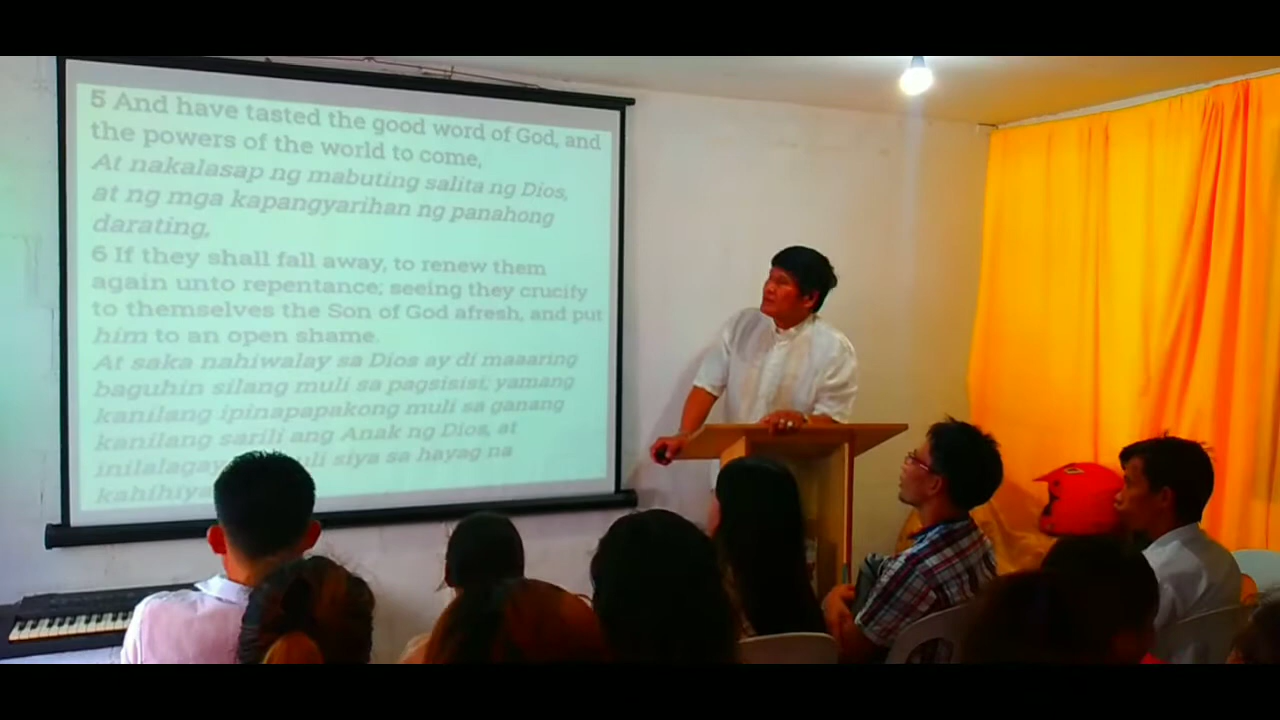 5 And have tasted the good word of God, and
the powers of the world to come,
At nakalasap ng mabuting salita ng Dios,
at ng mga kapangyarihan ng panahong
darating,
6 If they shall fall away, to renew them
again unto repentance; seeing they crucify
to themselves the Son of God afresh, and put
him to an open shame.
At saka nahiwalay sa Dios ay di maaaring
baguhin silang muli sa pagsisisi; yamang
kanilang ipinapapakong muli sa ganang
kanilang sarili ang Anak ng Dios, at
siya sa hayag na